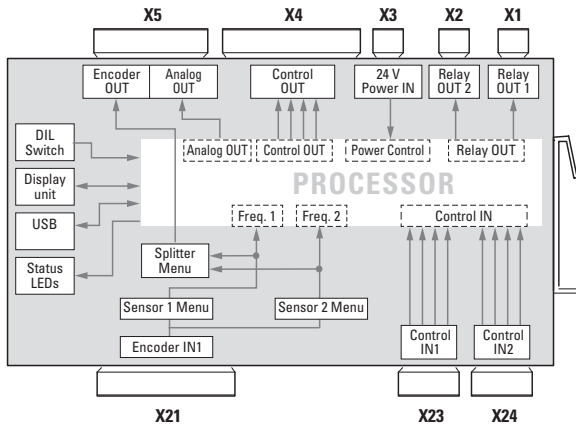 X5 X4 X3 X2 X1
Encoder OUT
Analog OUT
Control OUT
24 V Power IN
Relay OUT 2
Relay OUT 1
DIL Switch
Display unit
USB
Status LEDs
Analog OUT
Control OUT
Power Control
Relay OUT
PROCESSOR
Freq. 1
Freq. 2
Control IN
Splitter Menu
Sensor 1 Menu
Sensor 2 Menu
Encoder IN1
Control IN1
Control IN2
X21 X23 X24